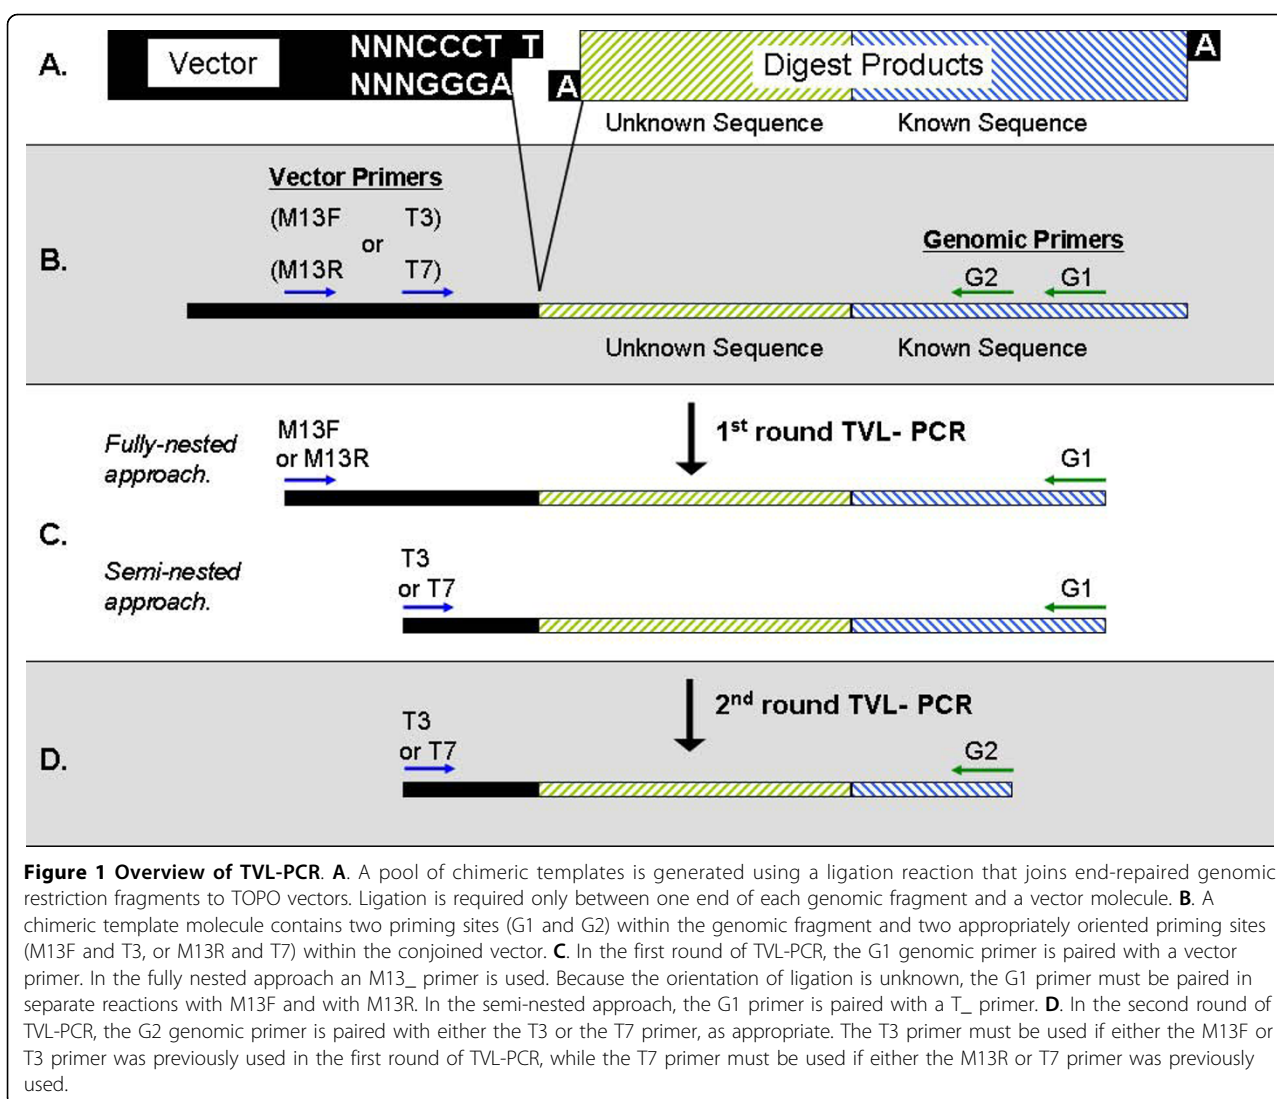 A.
Vector
NNNCCCT T
NNNGGGA A
Digest Products
A
Unknown Sequence Known Sequence
B.
Vector Primers
(M13F T3)
or
(M13R T7)
Genomic Primers
G2 G1
Unknown Sequence Known Sequence
C.
1st round TVL- PCR
Fully-nested
approach.
M13F
or M13R
G1
Semi-nested
approach.
T3
or T7
G1
D.
2nd round TVL- PCR
T3
or T7
G2
Figure 1 Overview of TVL-PCR. A. A pool of chimeric templates is generated using a ligation reaction that joins end-repaired genomic
restriction fragments to TOPO vectors. Ligation is required only between one end of each genomic fragment and a vector molecule. B. A
chimeric template molecule contains two priming sites (G1 and G2) within the genomic fragment and two appropriately oriented priming sites
(M13F and T3, or M13R and T7) within the conjoined vector. C. In the first round of TVL-PCR, the G1 genomic primer is paired with a vector
primer. In the fully nested approach an M13_ primer is used. Because the orientation of ligation is unknown, the G1 primer must be paired in
separate reactions with M13F and with M13R. In the semi-nested approach, the G1 primer is paired with a T_ primer. D. In the second round of
TVL-PCR, the G2 genomic primer is paired with either the T3 or the T7 primer, as appropriate. The T3 primer must be used if either the M13F or
T3 primer was previously used in the first round of TVL-PCR, while the T7 primer must be used if either the M13R or T7 primer was previously
used.